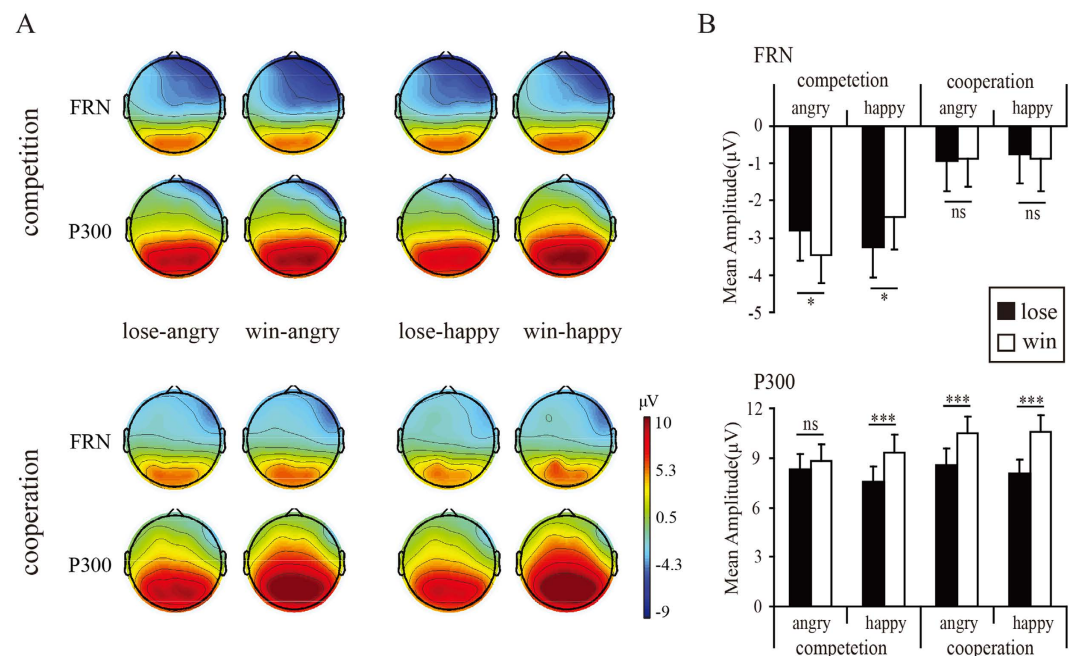 A
competition
FRN
P300
lose-angry win-angry lose-happy win-happy
cooperation
FRN
P300
μV
10
5.3
0.5
-4.3
-9
B
FRN
competetion cooperation
angry happy angry happy
Mean Amplitude(μV)
0
-1
-2
-3
-4
-5
* * ns ns
lose
win
P300
Mean Amplitude(μV)
12
9
6
3
0
ns *** *** ***
angry happy angry happy
competetion cooperation